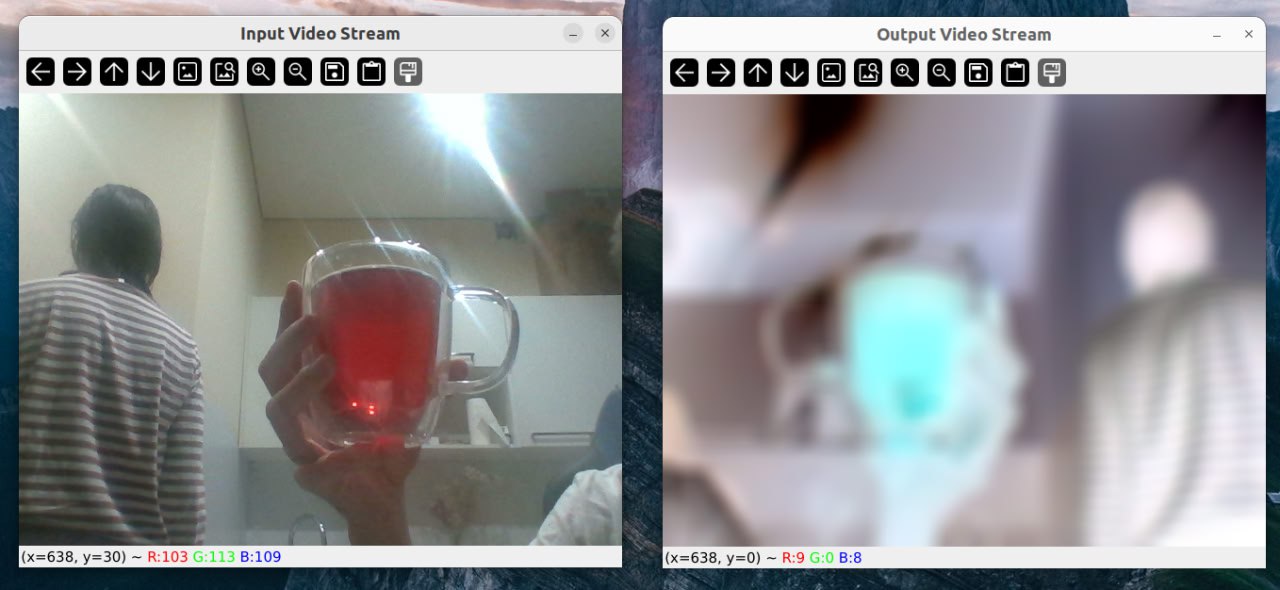 Input Video Stream
(x=638, y=30) ~ R:103 G:113 B:109
Output Video Stream
(x=638, y=0) ~ R:9 G:0 B:8